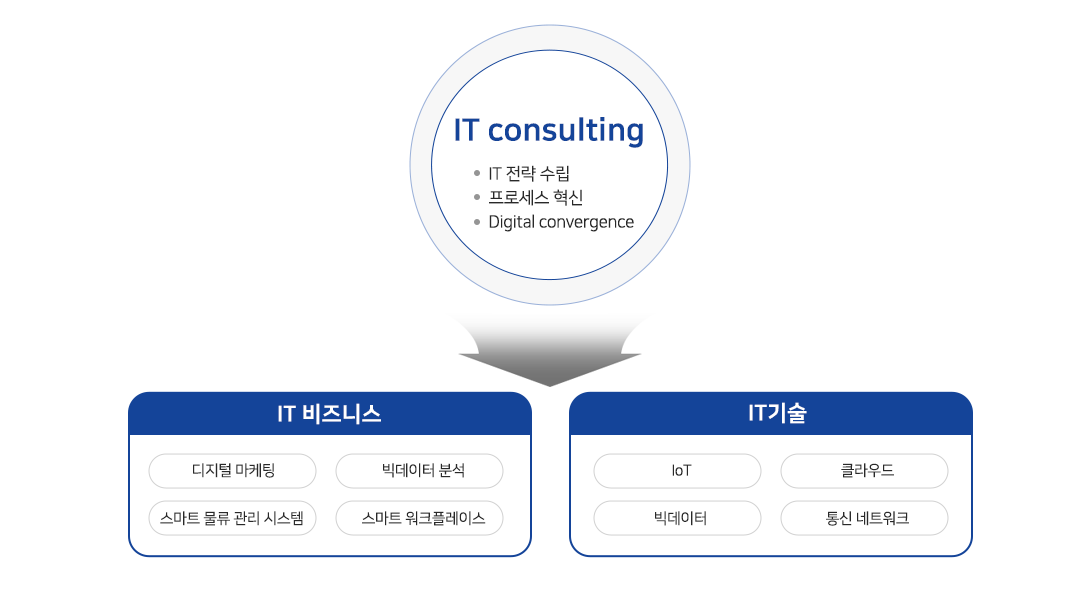 IT consulting
• IT 전략 수립
• 프로세스 혁신
• Digital convergence
IT 비즈니스
디지털 마케팅
빅데이터 분석
스마트 물류 관리 시스템
스마트 워크플레이스
IT기술
IoT
클라우드
빅데이터
통신 네트워크